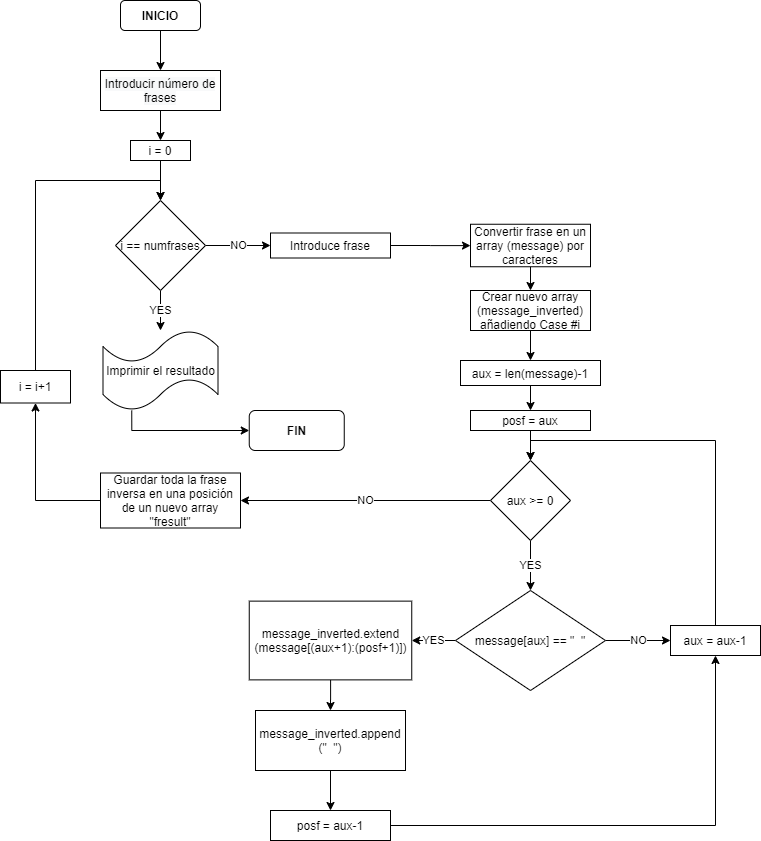 INICIO
Introducir número de
frases
i = 0
i == numfrases
NO
Introduce frase
Convertir frase en un
array (message) por
caracteres
YES
Crear nuevo array
(message_inverted)
añadiendo Case #i
Imprimir el resultado
aux = len(message)-1
i = i+1
posf = aux
FIN
Guardar toda la frase
inversa en una posición
de un nuevo array
"fresult"
NO
aux >= 0
YES
message_inverted.extend
(message[(aux+1):(posf+1)])
YES
message[aux] == "  "
NO
aux = aux-1
message_inverted.append
("  ")
posf = aux-1